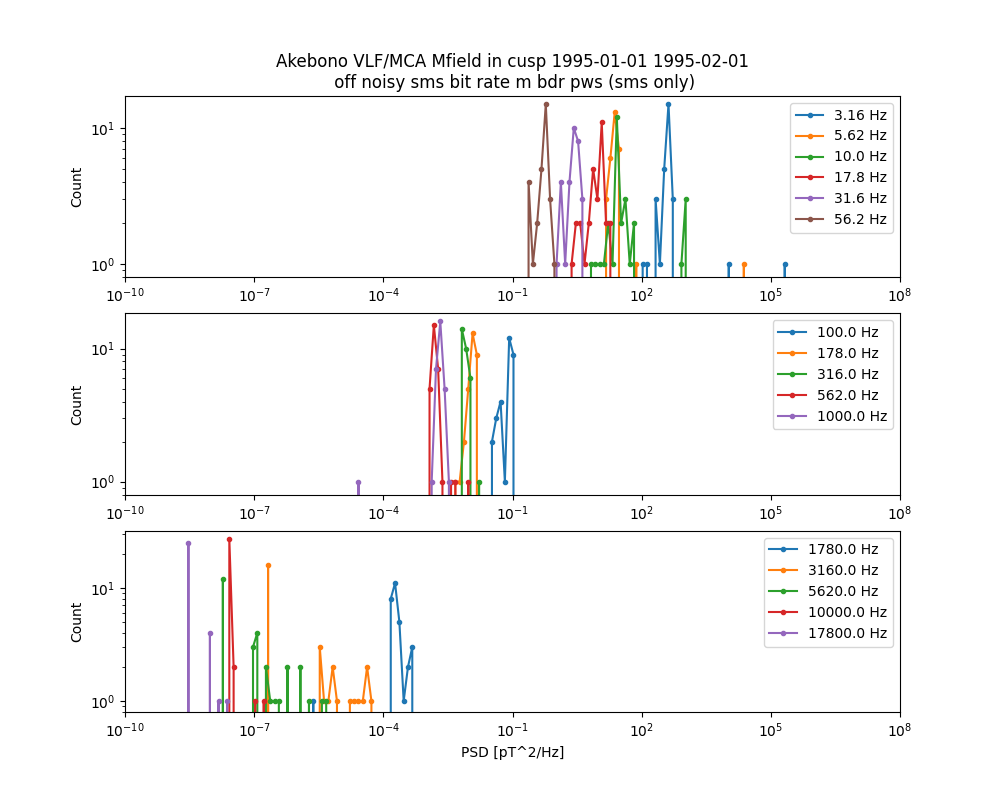 Akebono VLF/MCA Mfield in cusp 1995-01-01 1995-02-01
off noisy sms bit rate m bdr pws (sms only)
Count
10^1
10^0
3.16 Hz
5.62 Hz
10.0 Hz
17.8 Hz
31.6 Hz
56.2 Hz
10^-10 10^-7 10^-4 10^-1 10^2 10^5 10^8
Count
10^1
10^0
100.0 Hz
178.0 Hz
316.0 Hz
562.0 Hz
1000.0 Hz
10^-10 10^-7 10^-4 10^-1 10^2 10^5 10^8
Count
10^1
10^0
1780.0 Hz
3160.0 Hz
5620.0 Hz
10000.0 Hz
17800.0 Hz
10^-10 10^-7 10^-4 10^-1 10^2 10^5 10^8
PSD [pT^2/Hz]